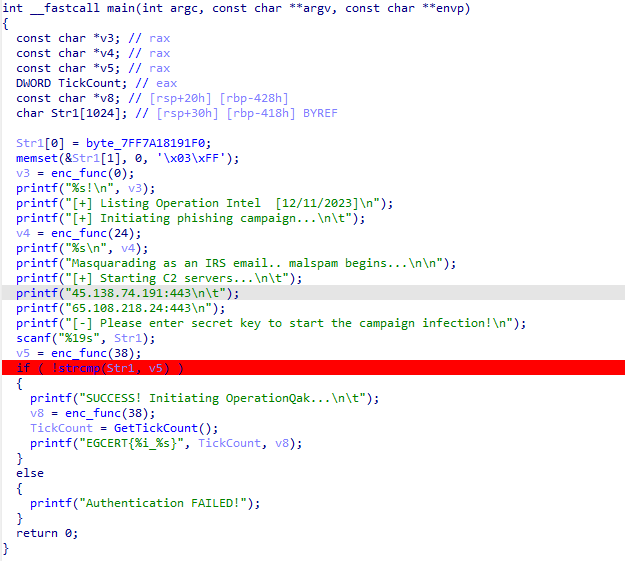 int __fastcall main(int argc, const char **argv, const char **envp)
{
  const char *v3; // rax
  const char *v4; // rax
  const char *v5; // rax
  DWORD TickCount; // eax
  const char *v8; // [rsp+20h] [rbp-428h]
  char Str1[1024]; // [rsp+30h] [rbp-418h] BYREF

  Str1[0] = byte_7FF7A18191F0;
  memset(&Str1[1], 0, '\x03\xFF');
  v3 = enc_func(0);
  printf("%s!\n", v3);
  printf("[+] Listing Operation Intel  [12/11/2023]\n");
  printf("[+] Initiating phishing campaign...\n\t");
  v4 = enc_func(24);
  printf("%s\n", v4);
  printf("Masquarading as an IRS email.. malspam begins...\n\n");
  printf("[+] Starting C2 servers...\n\t");
  printf("45.138.74.191:443\n\t");
  printf("65.108.218.24:443\n");
  printf("[-] Please enter secret key to start the campaign infection!\n");
  scanf("%19s", Str1);
  v5 = enc_func(38);
  if ( !strcmp(Str1, v5) )
  {
    printf("SUCCESS! Initiating OperationQak...\n\t");
    v8 = enc_func(38);
    TickCount = GetTickCount();
    printf("EGCERT{%i_%s}", TickCount, v8);
  }
  else
  {
    printf("Authentication FAILED!");
  }
  return 0;
}